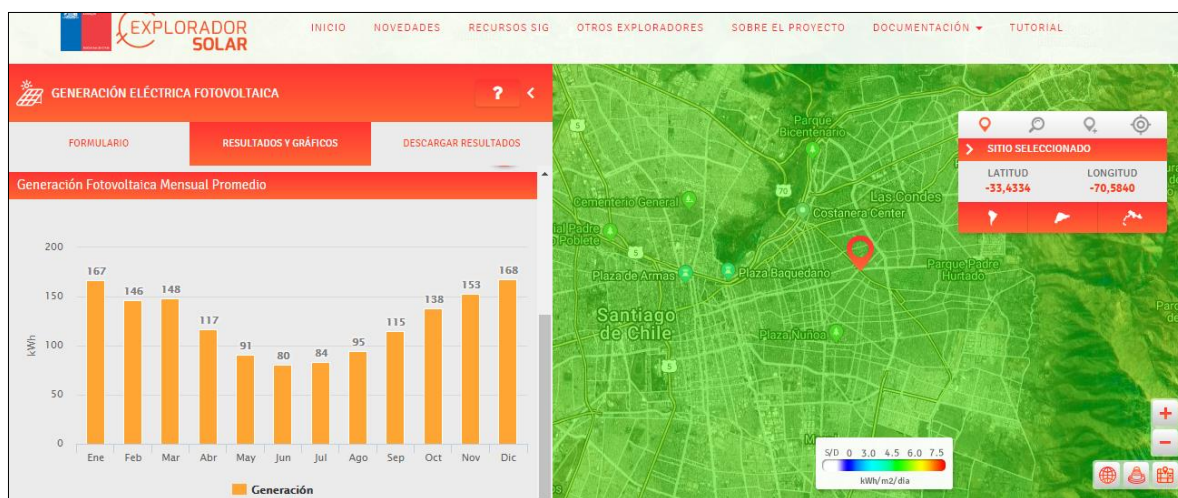 EXPLORADOR
SOLAR
INICIO NOVEDADES RECURSOS SIG OTROS EXPLORADORES SOBRE EL PROYECTO DOCUMENTACIÓN TUTORIAL
GENERACIÓN ELÉCTRICA FOTOVOLTAICA ?
FORMULARIO RESULTADOS Y GRÁFICOS DESCARGAR RESULTADOS
Generación Fotovoltaica Mensual Promedio
200
150
100
50
0
kWh
167
146
148
117
91
80
84
95
115
138
153
168
Ene Feb Mar Abr May Jun Jul Ago Sep Oct Nov Dic
Generación
Parque
Bicentenario
5
70
Cementerio General
Las Condes
Costanera Center
5
Plaza de Armas
Plaza Baquedano
Parque Padre
Hurtado
Santiago
de Chile
Plaza Ñuñoa
5
SITIO SELECCIONADO
LATITUD LONGITUD
-33,4334 -70,5840
S/D 0 3.0 4.5 6.0 7.5
kWh/m2/dia
+
−